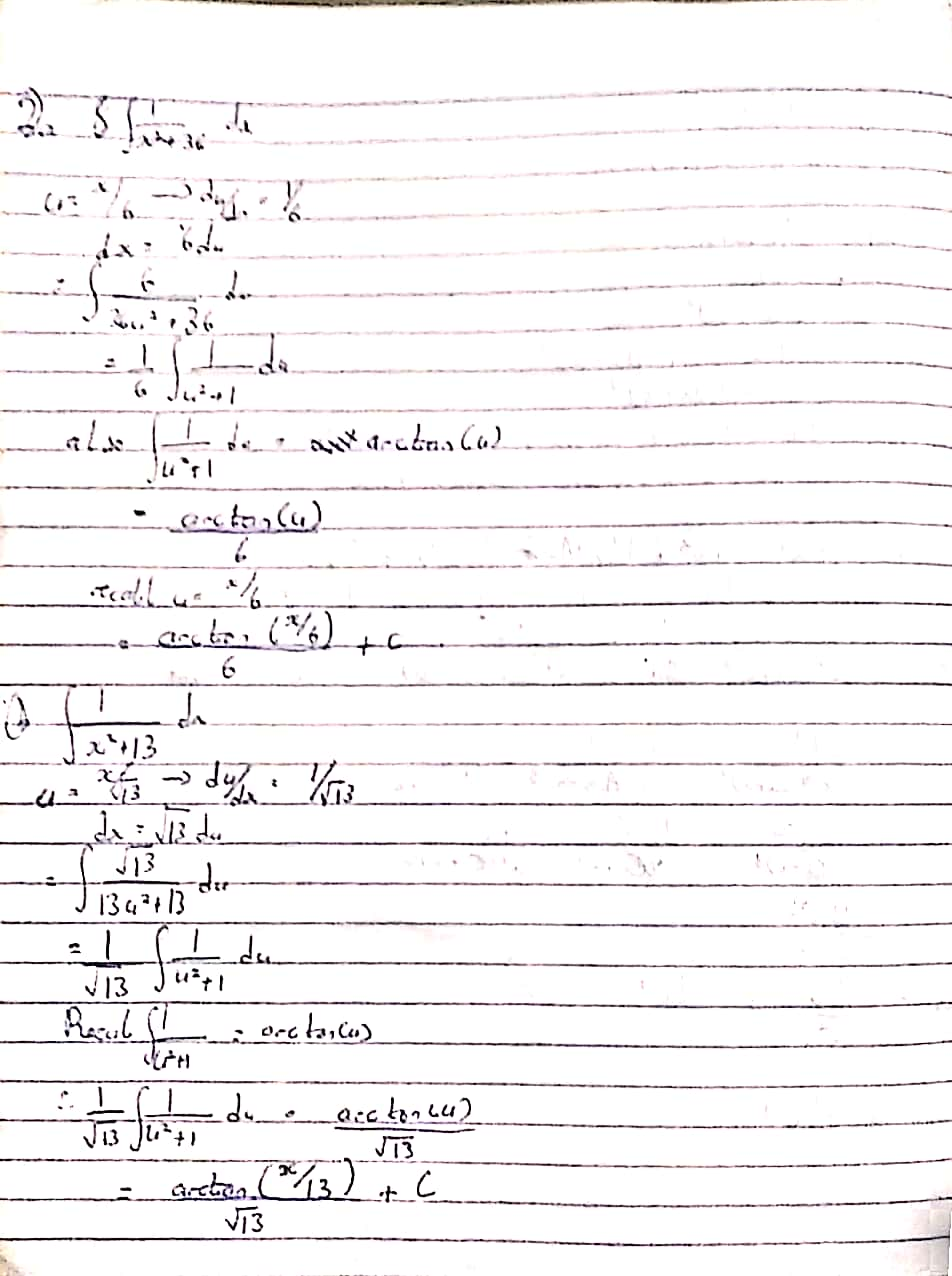 ∫ 1/(x²+36) dx
u = x/6 → du/dx = 1/6
dx = 6du
= ∫ 6/(36u²+36) du
= 1/6 ∫ 1/(u²+1) du
also ∫ 1/(u²+1) du = arctan(u)
= arctan(u)/6
recall u = x/6
= arctan(x/6)/6 + C
∫ 1/(x²+13) dx
u = x/√13 → du/dx = 1/√13
dx = √13 du
= ∫ √13/(13u²+13) du
= 1/√13 ∫ 1/(u²+1) du
Recal ∫ 1/(u²+1) = arctan(u)
∴ 1/√13 ∫ 1/(u²+1) du = arctan(u)/√13
= arctan(x/13)/√13 + C